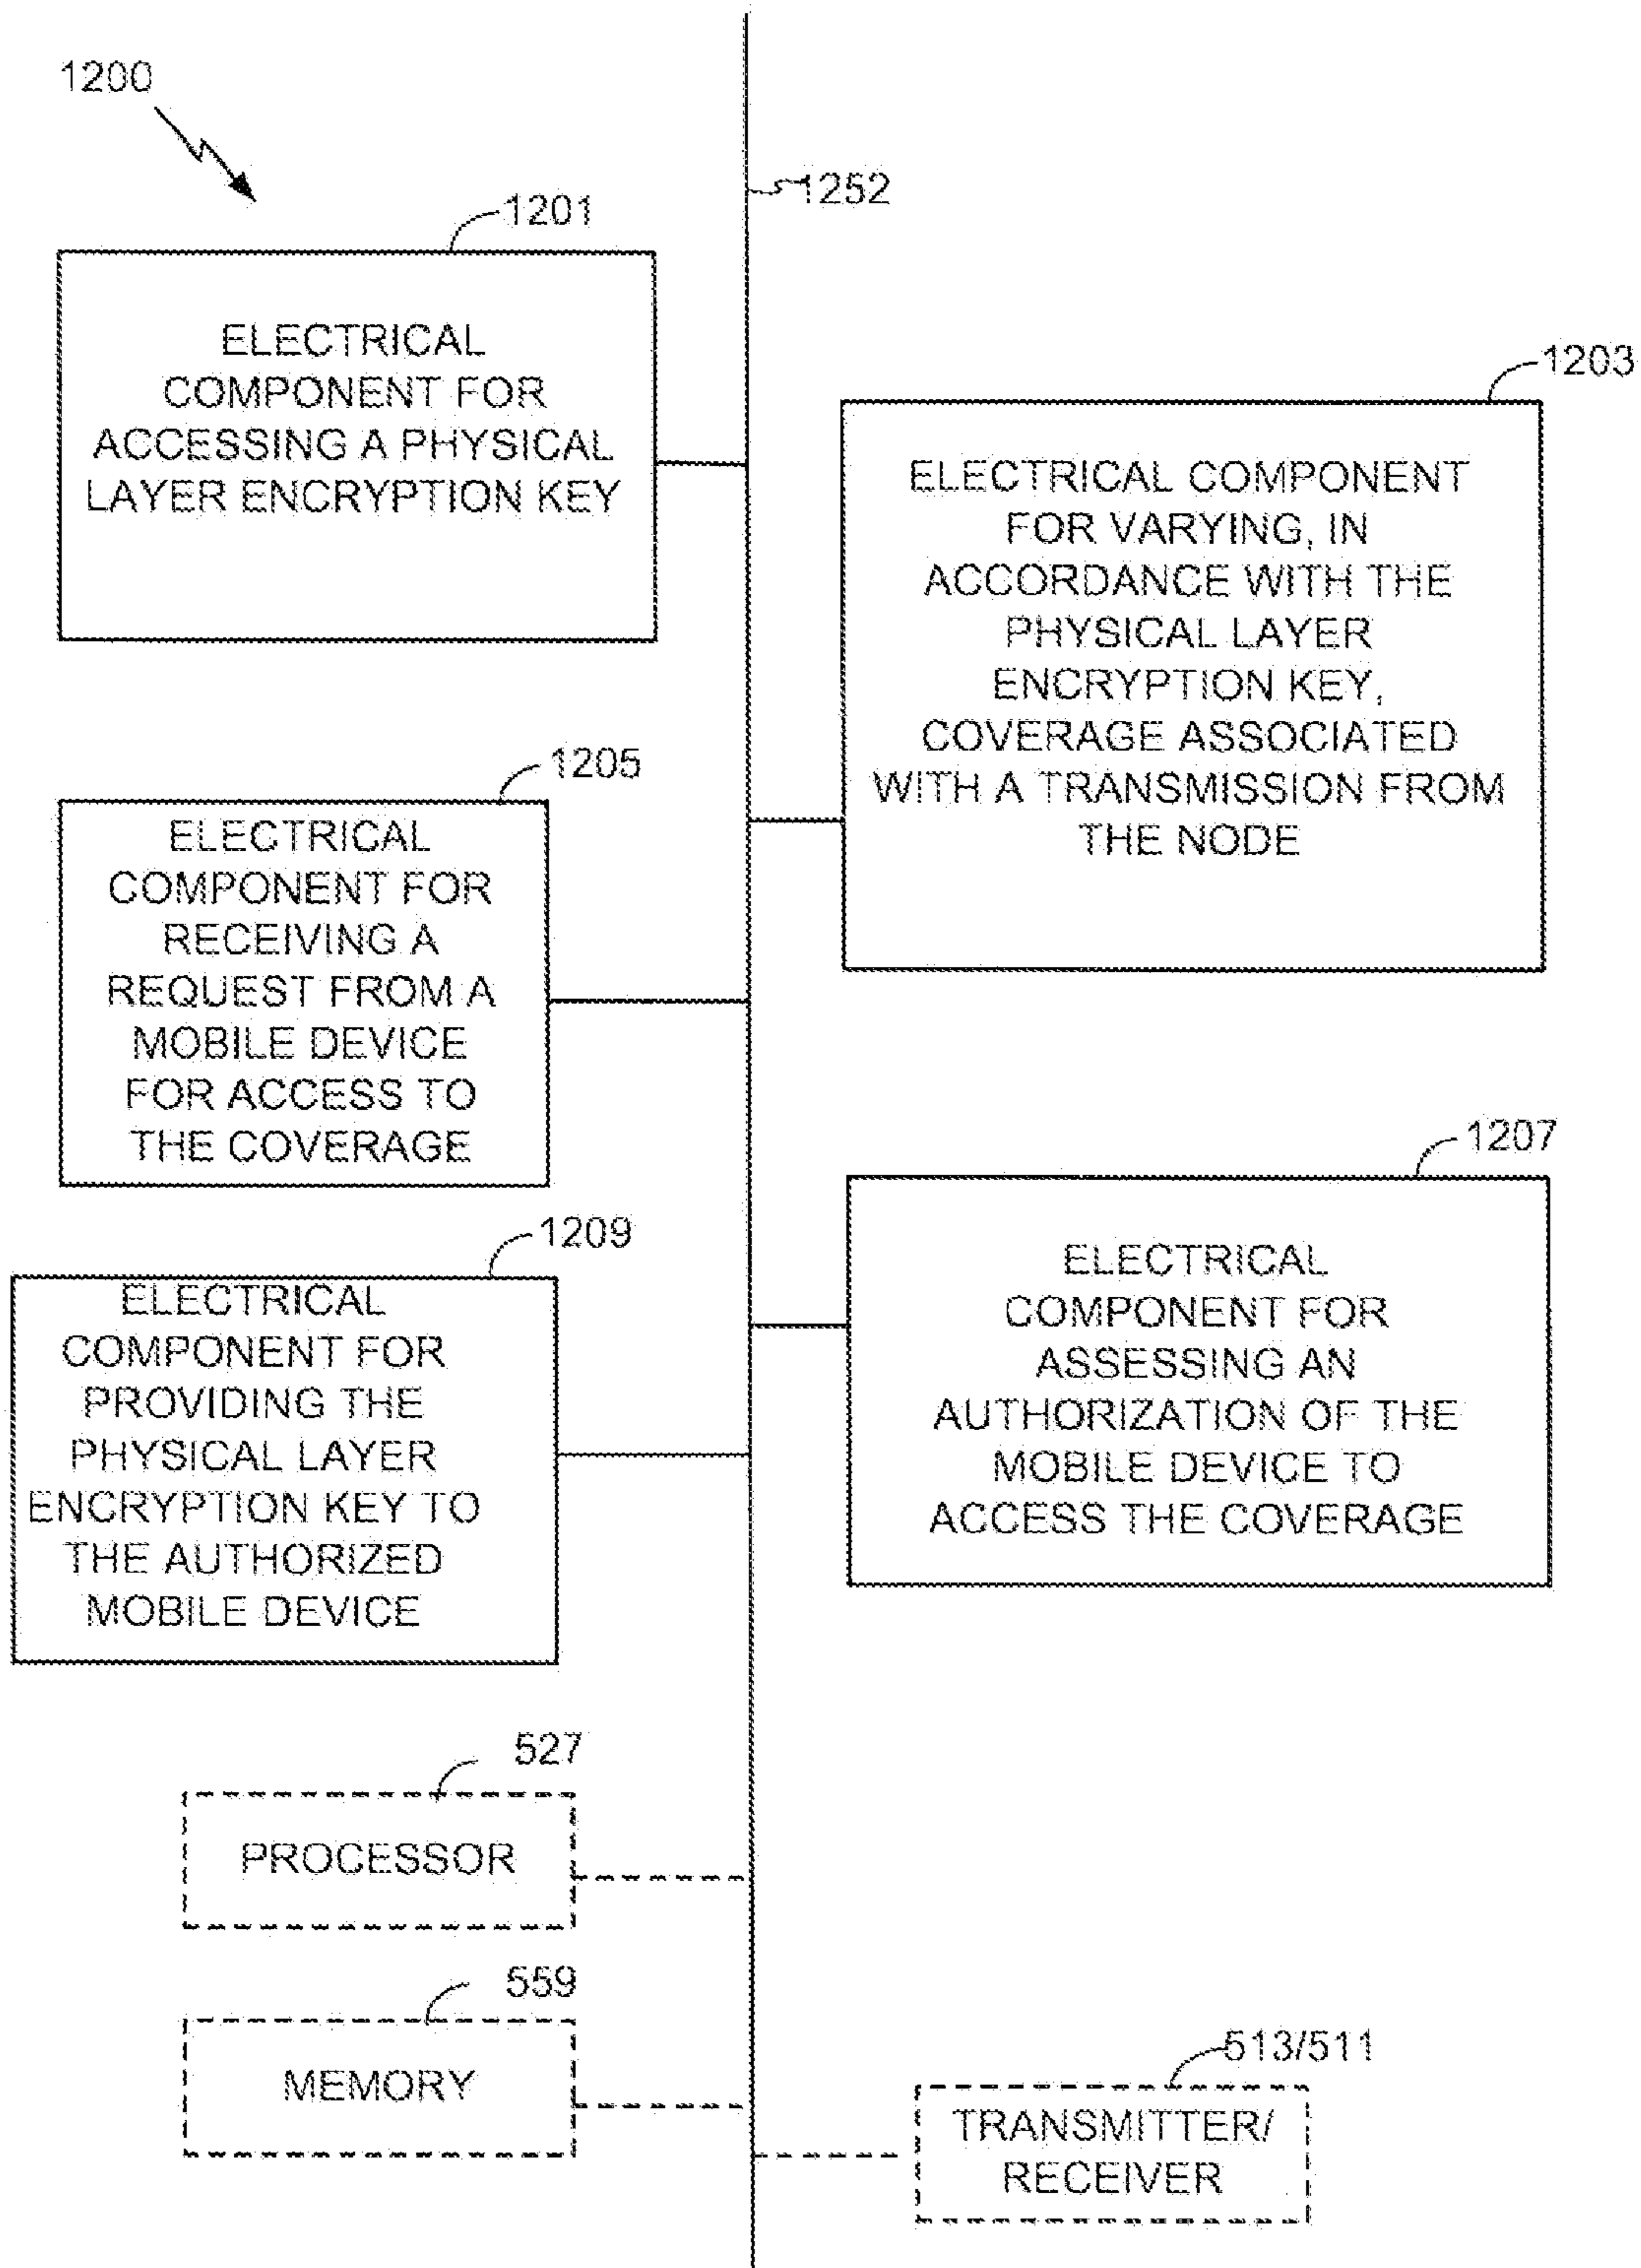 1200
1252
1201
ELECTRICAL
COMPONENT FOR
ACCESSING A PHYSICAL
LAYER ENCRYPTION KEY
1203
ELECTRICAL COMPONENT
FOR VARYING, IN
ACCORDANCE WITH THE
PHYSICAL LAYER
ENCRYPTION KEY,
COVERAGE ASSOCIATED
WITH A TRANSMISSION FROM
THE NODE
1205
ELECTRICAL
COMPONENT FOR
RECEIVING A
REQUEST FROM A
MOBILE DEVICE
FOR ACCESS TO
THE COVERAGE
1207
ELECTRICAL
COMPONENT FOR
ASSESSING AN
AUTHORIZATION OF THE
MOBILE DEVICE TO
ACCESS THE COVERAGE
1209
ELECTRICAL
COMPONENT FOR
PROVIDING THE
PHYSICAL LAYER
ENCRYPTION KEY TO
THE AUTHORIZED
MOBILE DEVICE
527
PROCESSOR
559
MEMORY
513/511
TRANSMITTER/
RECEIVER